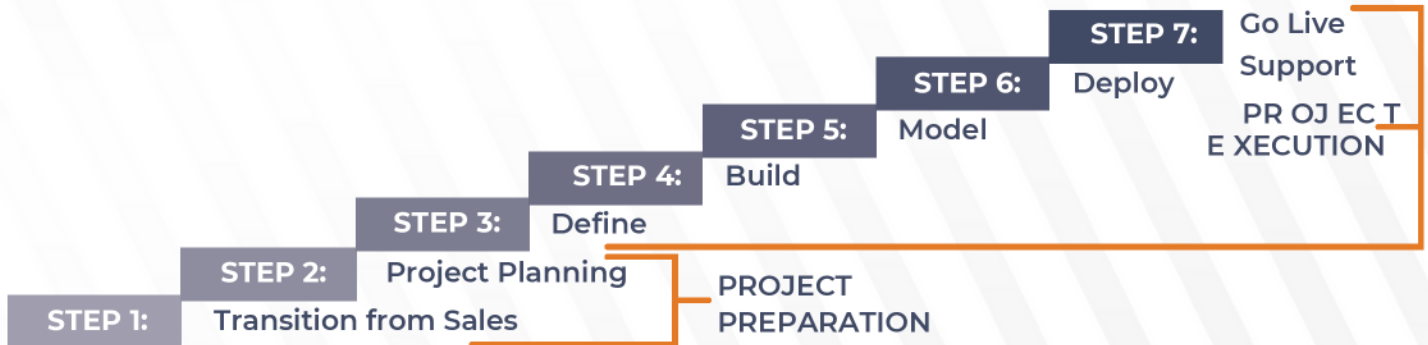 STEP 7:
Go Live
Support
STEP 6:
Deploy
PR OJ EC T
E XECUTION
STEP 5:
Model
STEP 4:
Build
STEP 3:
Define
STEP 2:
Project Planning
PROJECT
PREPARATION
STEP 1:
Transition from Sales